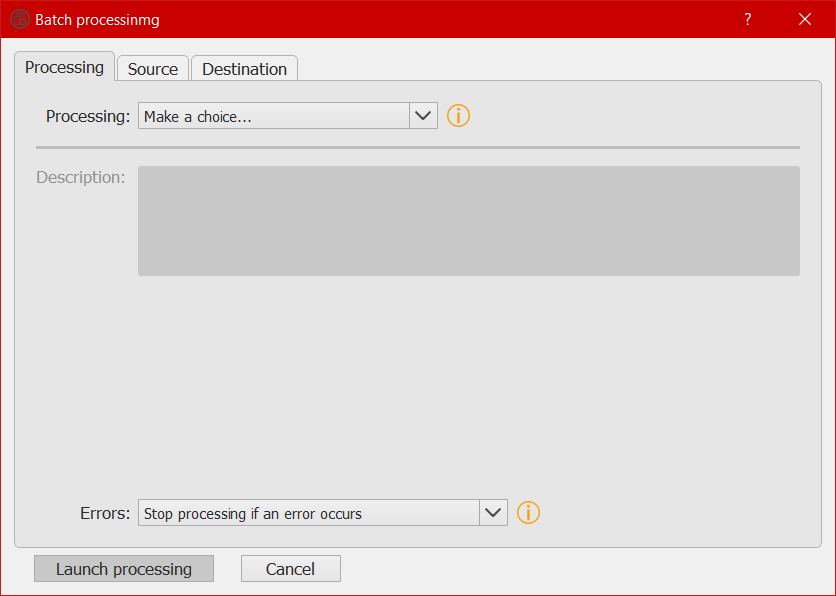 Batch processinmg
?
Processing Source Destination
Processing: Make a choice...
Description:
Errors: Stop processing if an error occurs
Launch processing Cancel